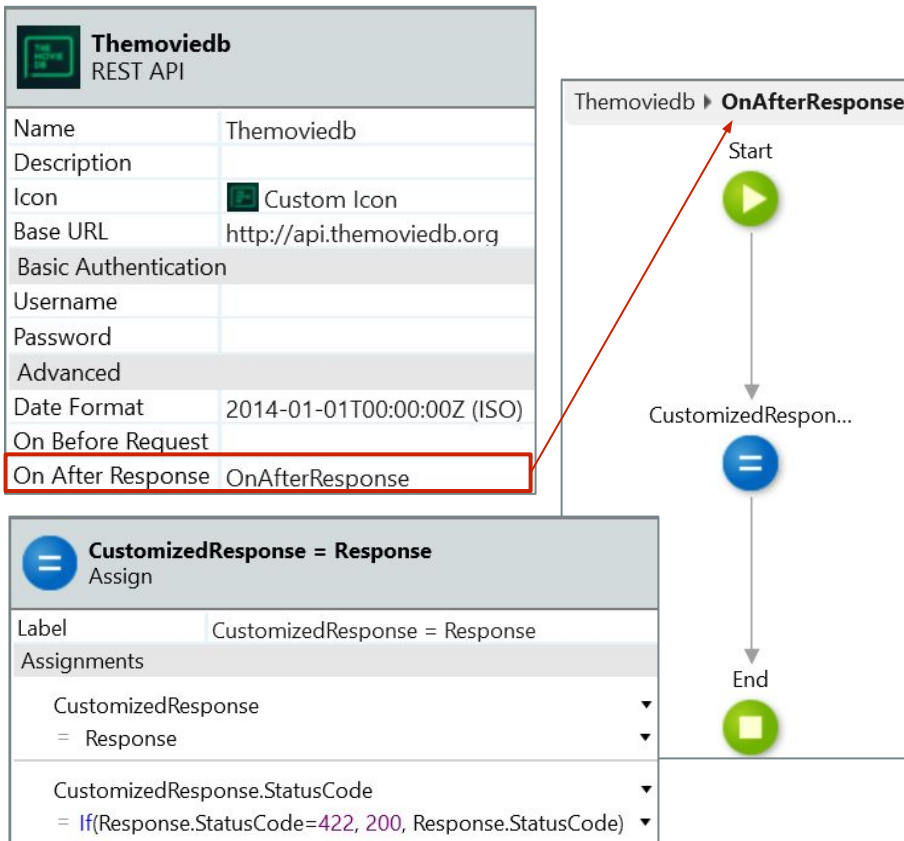 THE
MOVIE
DB
Themoviedb
REST API
Name Themoviedb
Description
Icon Custom Icon
Base URL http://api.themoviedb.org
Basic Authentication
Username
Password
Advanced
Date Format 2014-01-01T00:00:00Z (ISO)
On Before Request
On After Response OnAfterResponse
Themoviedb OnAfterResponse
Start
CustomizedRespon...
End
CustomizedResponse = Response
Assign
Label CustomizedResponse = Response
Assignments
CustomizedResponse
= Response
CustomizedResponse.StatusCode
= If(Response.StatusCode=422, 200, Response.StatusCode)